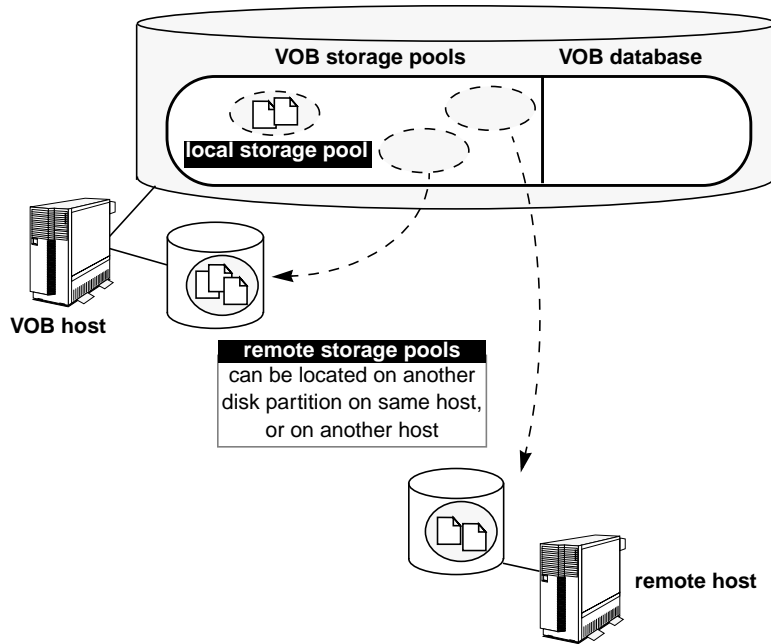 VOB storage pools
VOB database
local storage pool
VOB host
remote storage pools
can be located on another
disk partition on same host,
or on another host
remote host